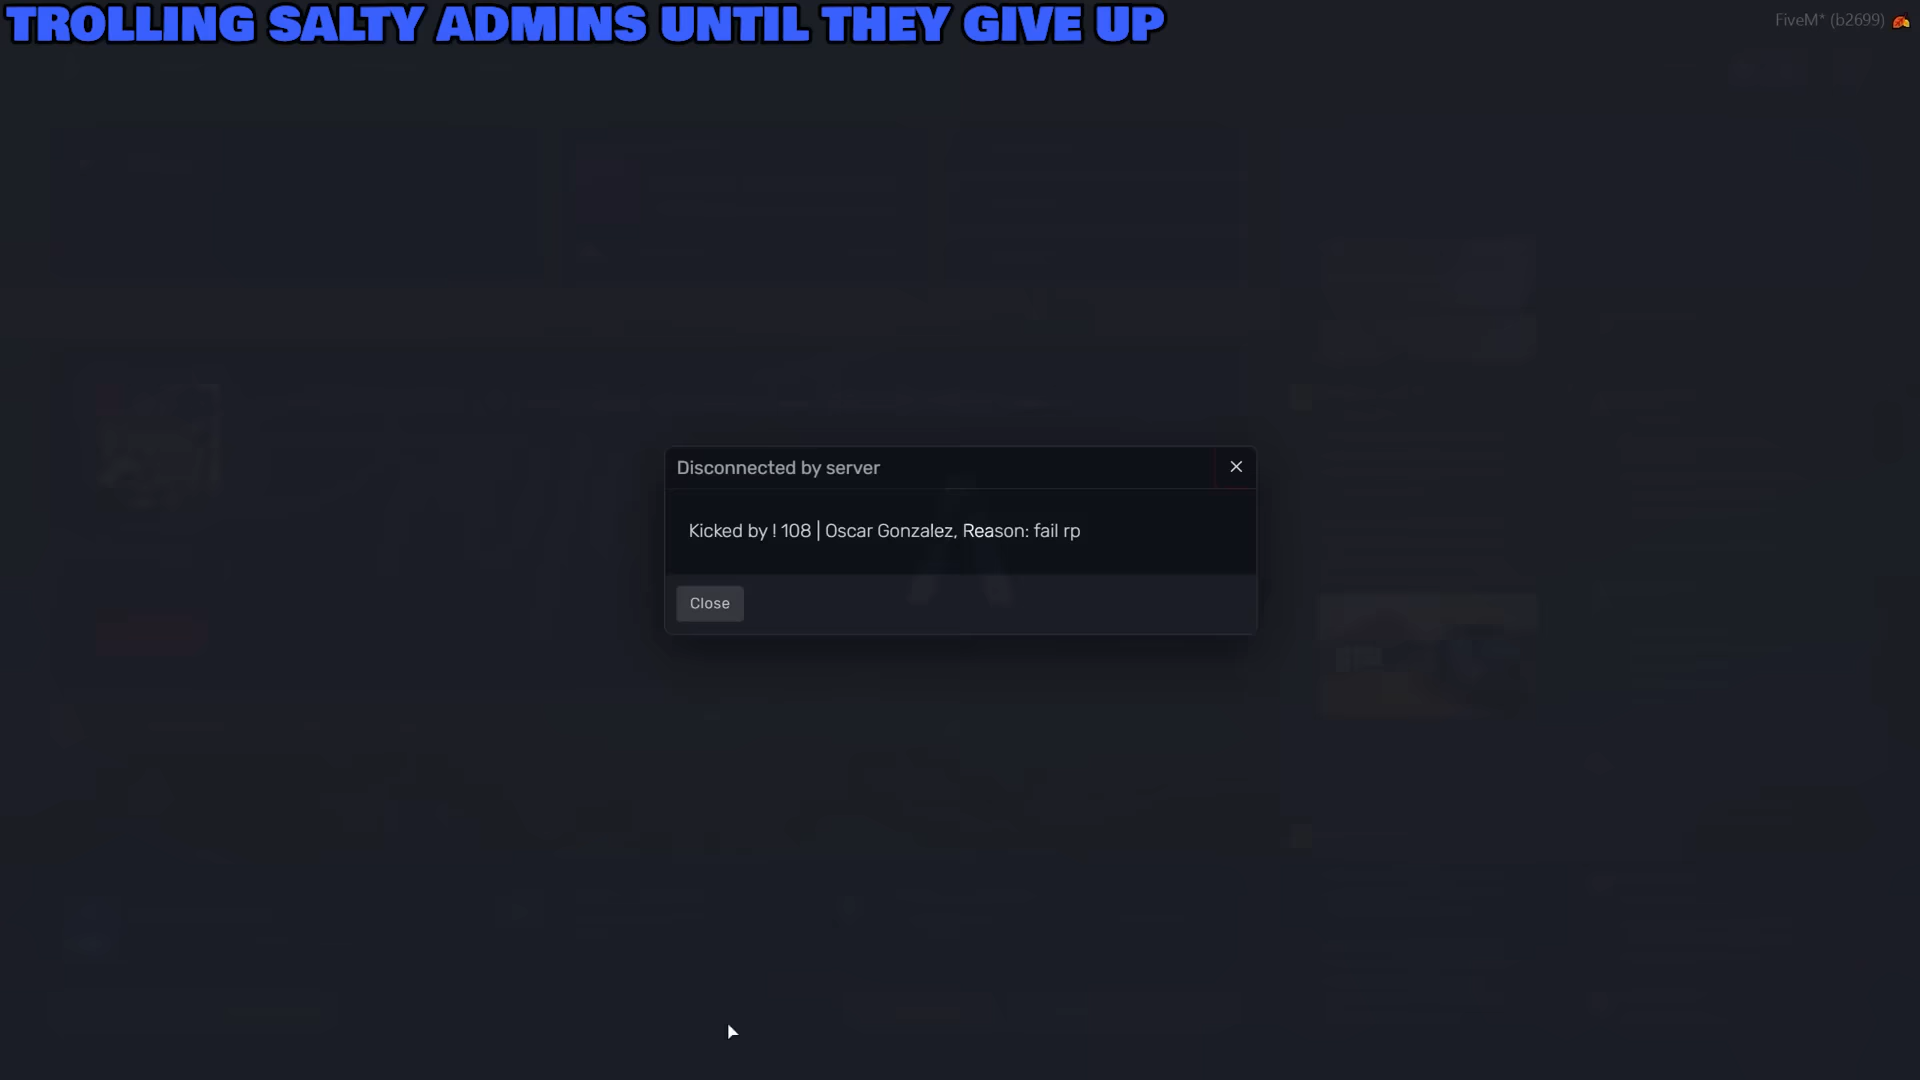 TROLLING SALTY ADMINS UNTIL THEY GIVE UP
FiveM* (b2699)
Disconnected by server
Kicked by ! 108 | Oscar Gonzalez, Reason: fail rp
Close